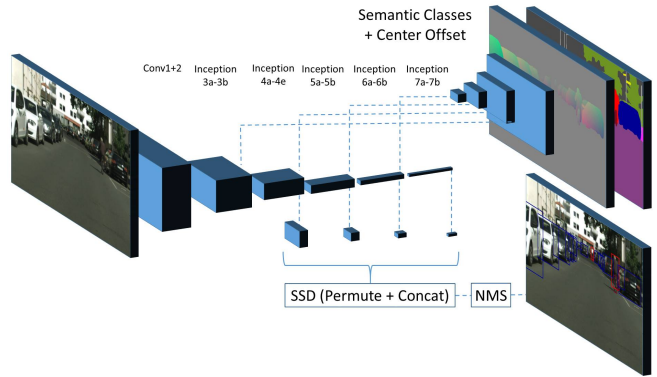 Semantic Classes
+ Center Offset
Conv1+2
Inception
3a-3b
Inception
4a-4e
Inception
5a-5b
Inception
6a-6b
Inception
7a-7b
SSD (Permute + Concat)
NMS